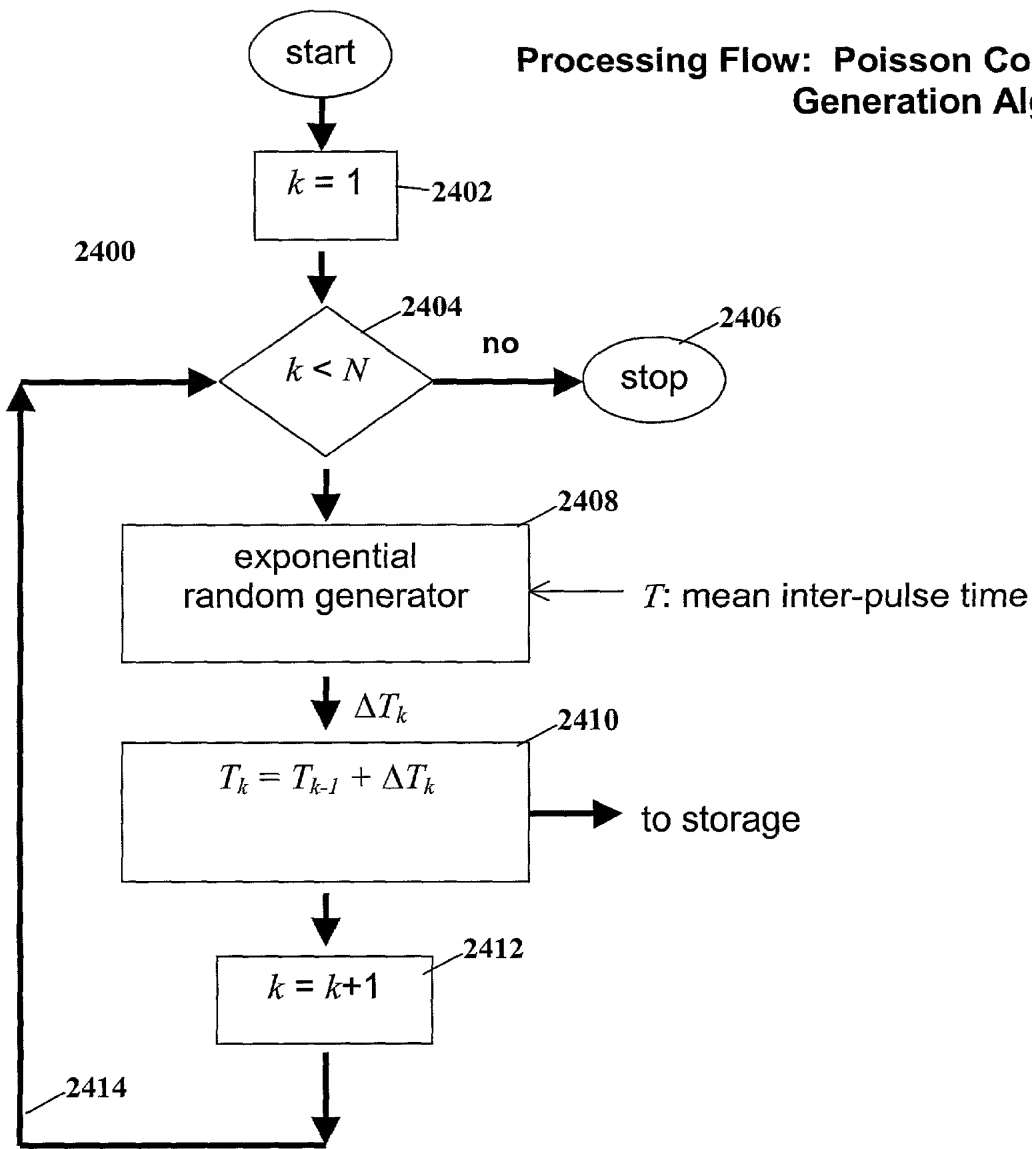 start
Processing Flow: Poisson Co
Generation Alg
k = 1
2402
2400
2404
k < N
no
2406
stop
2408
exponential
random generator
T: mean inter-pulse time
ΔTₖ
2410
Tₖ = Tₖ₋₁ + ΔTₖ
to storage
2412
k = k+1
2414